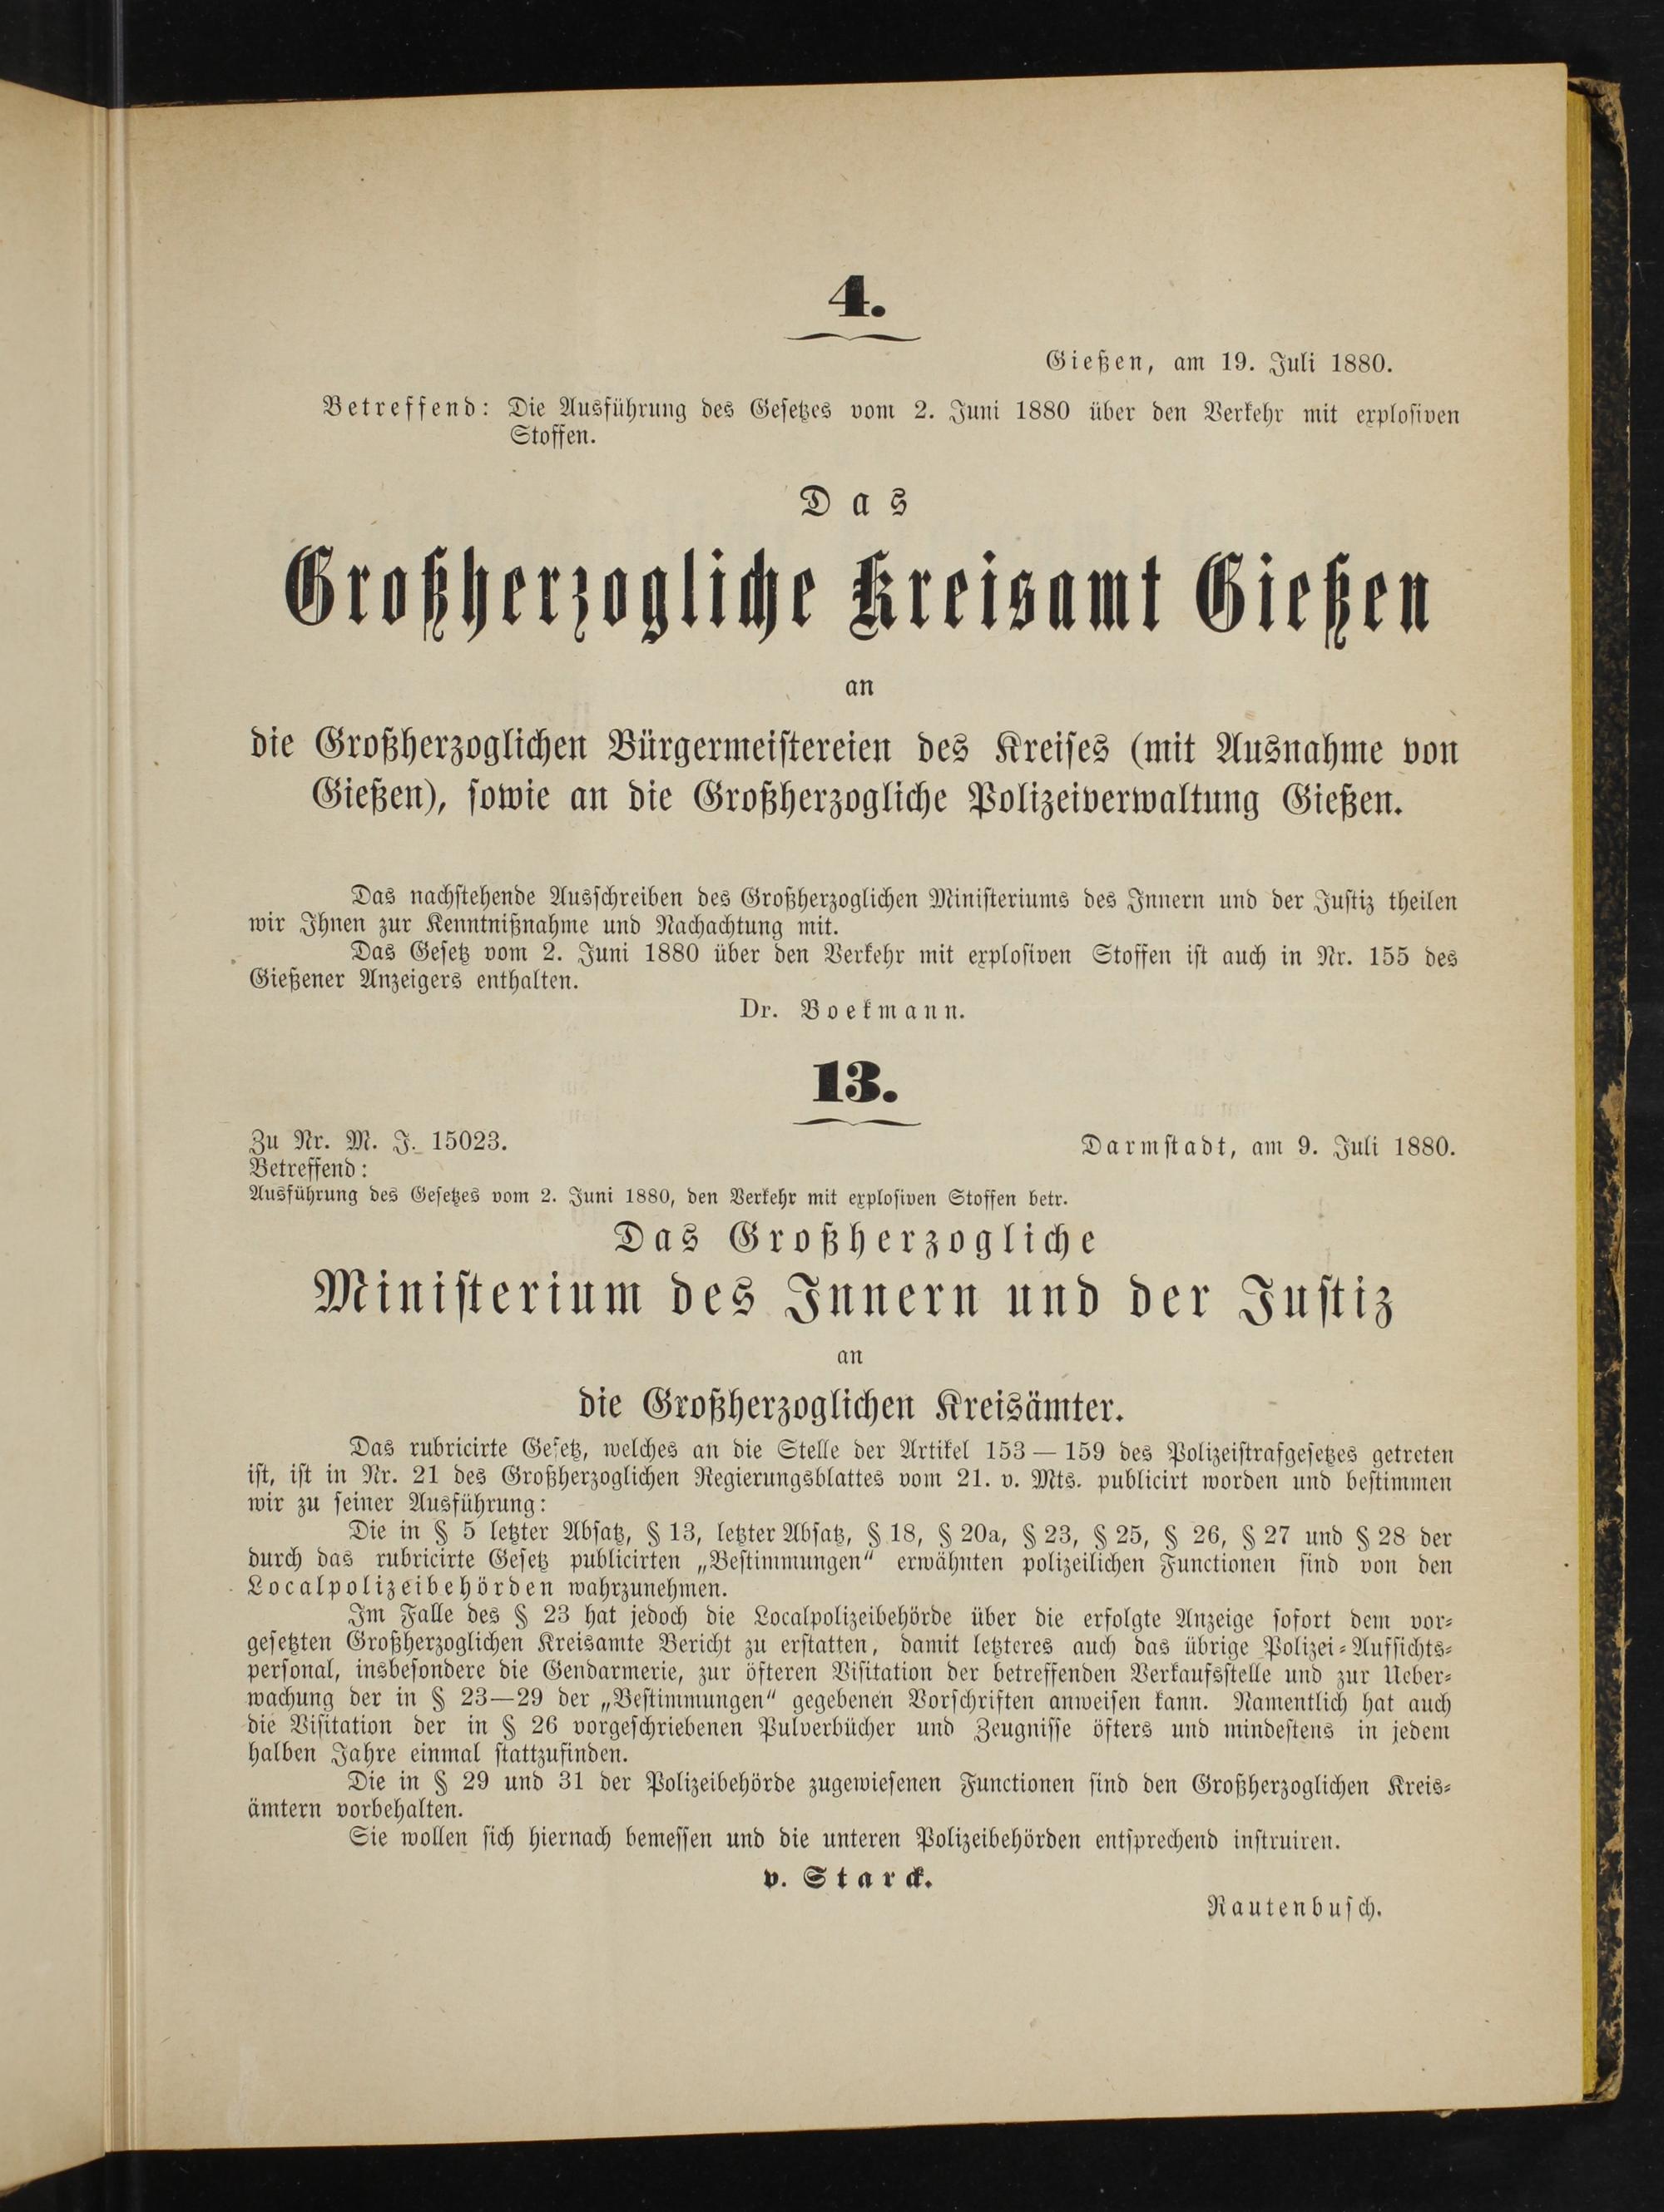 4.
Gießen, am 19. Juli 1880.
Betreffend: Die Ausführung des Gesetzes vom 2. Juni 1880 über den Verkehr mit explosiven
Stoffen.
Das
Großherzogliche Kreisamt Gießen
an
die Großherzoglichen Bürgermeistereien des Kreises (mit Ausnahme von
Gießen), sowie an die Großherzogliche Polizeiverwaltung Gießen.
Das nachstehende Ausschreiben des Großherzoglichen Ministeriums des Innern und der Justiz theilen
wir Ihnen zur Kenntnißnahme und Nachachtung mit.
Das Gesetz vom 2. Juni 1880 über den Verkehr mit explosiven Stoffen ist auch in Nr. 155 des
Gießener Anzeigers enthalten.
Dr. Boekmann.
13.
Zu Nr. M. J. 15023.
Darmstadt, am 9. Juli 1880.
Betreffend:
Ausführung des Gesetzes vom 2. Juni 1880, den Verkehr mit explosiven Stoffen betr.
Das Großherzogliche
Ministerium des Innern und der Justiz
an
die Großherzoglichen Kreisämter.
Das rubricirte Gesetz, welches an die Stelle der Artikel 153 — 159 des Polizeistrafgesetzes getreten
ist, ist in Nr. 21 des Großherzoglichen Regierungsblattes vom 21. v. Mts. publicirt worden und bestimmen
wir zu seiner Ausführung:
Die in § 5 letzter Absatz, § 13, letzter Absatz, § 18, § 20a, § 23, § 25, § 26, § 27 und § 28 der
durch das rubricirte Gesetz publicirten „Bestimmungen“ erwähnten polizeilichen Functionen sind von den
Localpolizeibehörden wahrzunehmen.
Im Falle des § 23 hat jedoch die Localpolizeibehörde über die erfolgte Anzeige sofort dem vor-
gesetzten Großherzoglichen Kreisamte Bericht zu erstatten, damit letzteres auch das übrige Polizei-Aufsichts-
personal, insbesondere die Gendarmerie, zur öfteren Visitation der betreffenden Verkaufsstelle und zur Ueber-
wachung der in § 23—29 der „Bestimmungen“ gegebenen Vorschriften anweisen kann. Namentlich hat auch
die Visitation der in § 26 vorgeschriebenen Pulverbücher und Zeugnisse öfters und mindestens in jedem
halben Jahre einmal stattzufinden.
Die in § 29 und 31 der Polizeibehörde zugewiesenen Functionen sind den Großherzoglichen Kreis-
ämtern vorbehalten.
Sie wollen sich hiernach bemessen und die unteren Polizeibehörden entsprechend instruiren.
v. Starck.
Rautenbusch.